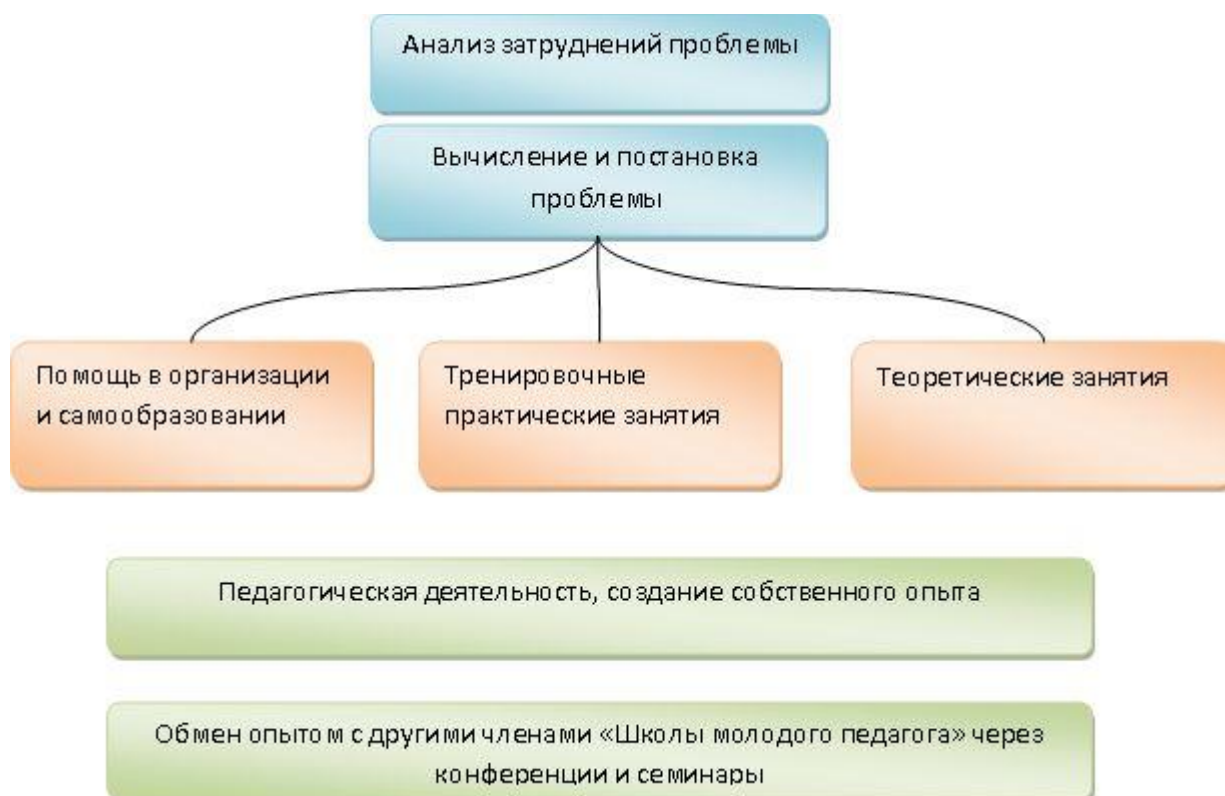 Анализ затруднений проблемы
Вычисление и постановка
проблемы
Помощь в организации
и самообразовании
Тренировочные
практические занятия
Теоретические занятия
Педагогическая деятельность, создание собственного опыта
Обмен опытом с другими членами «Школы молодого педагога» через
конференции и семинары